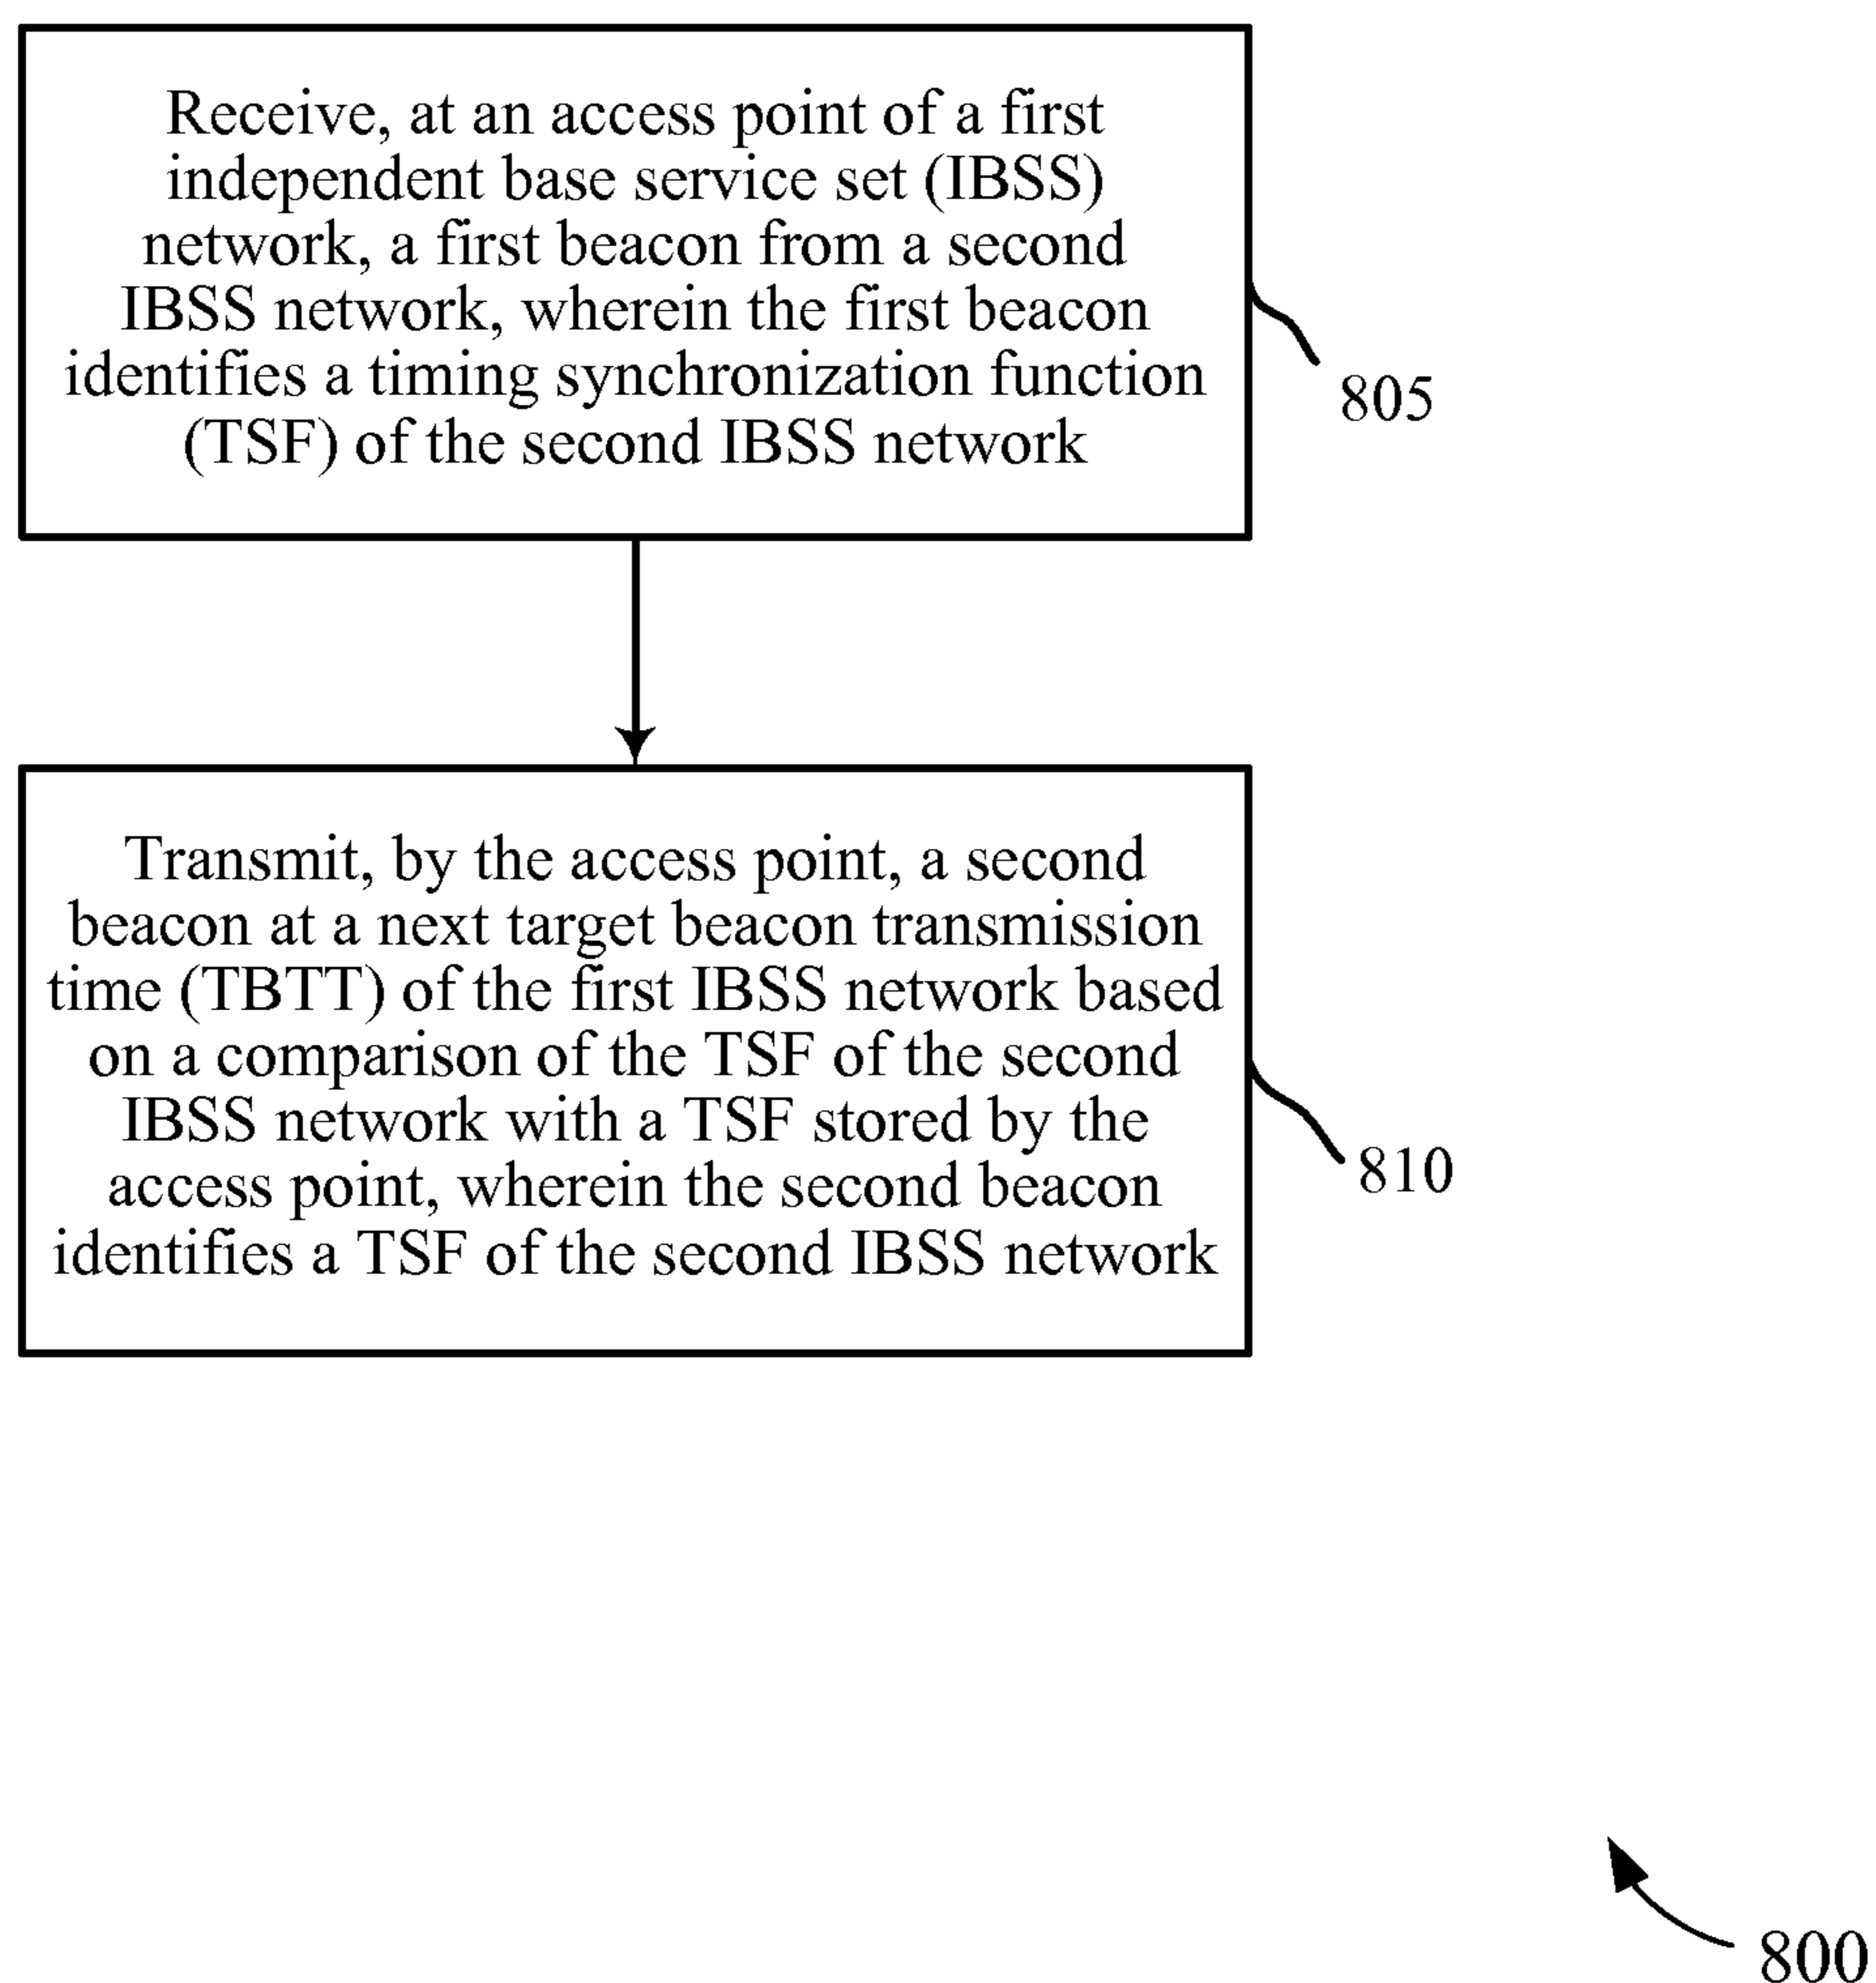 Receive, at an access point of a first
independent base service set (IBSS)
network, a first beacon from a second
IBSS network, wherein the first beacon
identifies a timing synchronization function
(TSF) of the second IBSS network
805
Transmit, by the access point, a second
beacon at a next target beacon transmission
time (TBTT) of the first IBSS network based
on a comparison of the TSF of the second
IBSS network with a TSF stored by the
access point, wherein the second beacon
identifies a TSF of the second IBSS network
810
800